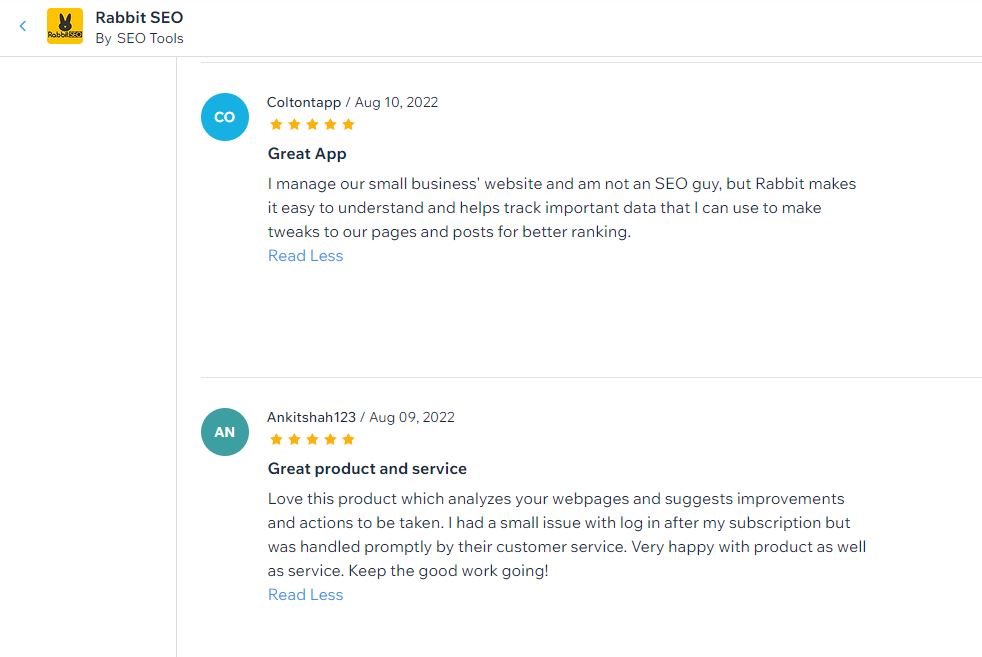 RabbitSEO
Rabbit SEO
By SEO Tools
CO
Coltontapp / Aug 10, 2022
Great App
I manage our small business' website and am not an SEO guy, but Rabbit makes
it easy to understand and helps track important data that I can use to make
tweaks to our pages and posts for better ranking.
Read Less
AN
Ankitshah123 / Aug 09, 2022
Great product and service
Love this product which analyzes your webpages and suggests improvements
and actions to be taken. I had a small issue with log in after my subscription but
was handled promptly by their customer service. Very happy with product as well
as service. Keep the good work going!
Read Less